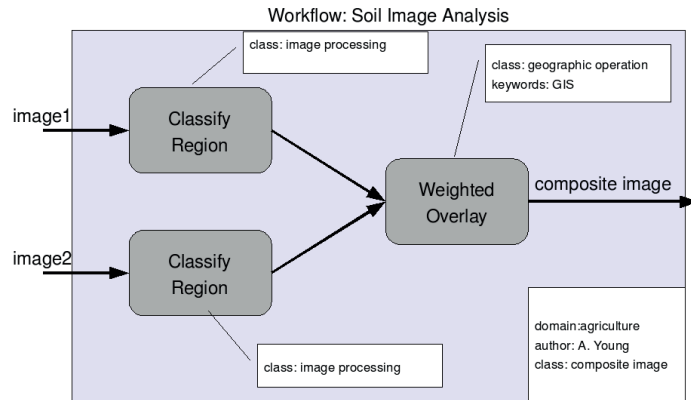 Workflow: Soil Image Analysis
class: image processing
class: geographic operation
keywords: GIS
image1
Classify
Region
Weighted
Overlay
composite image
image2
Classify
Region
domain:agriculture
author: A. Young
class: composite image
class: image processing